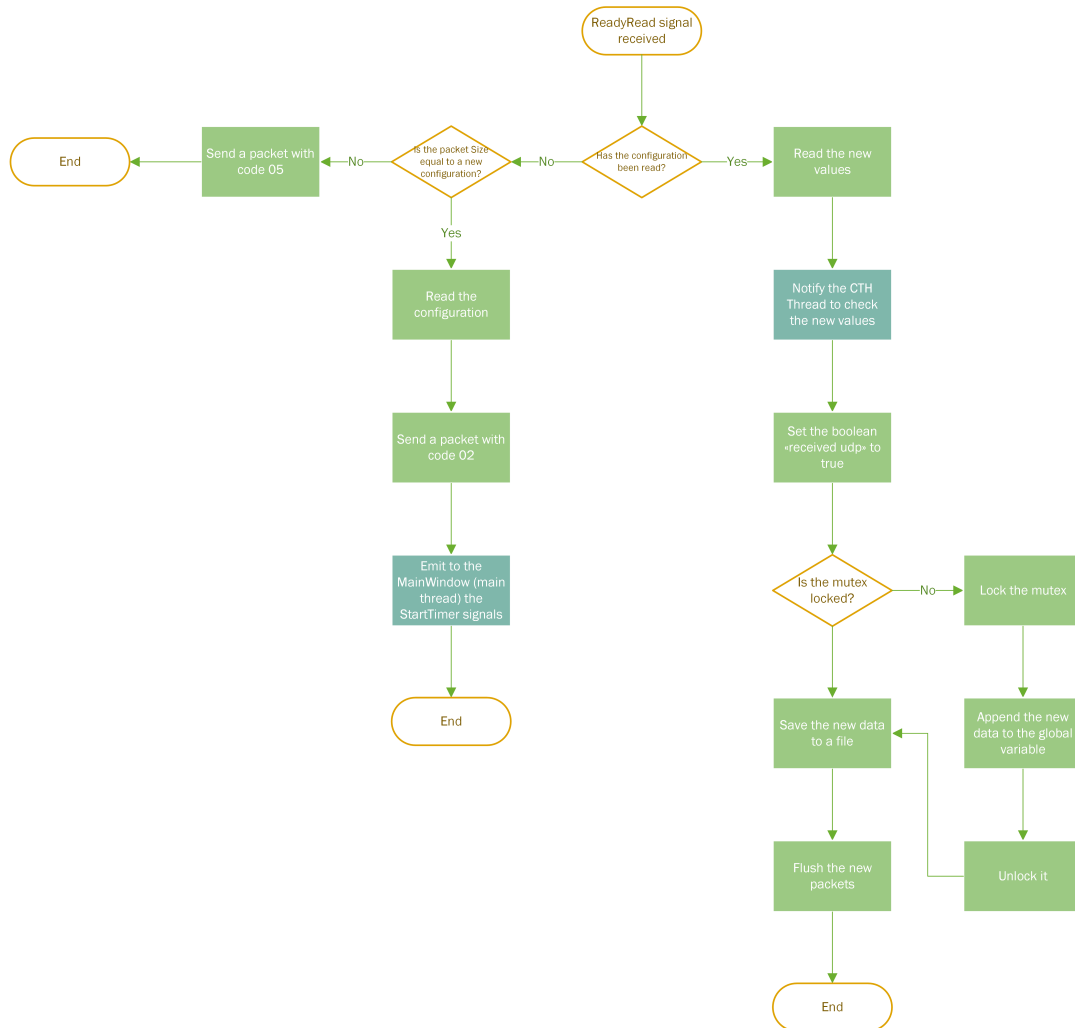 ReadyRead signal
received
End
Send a packet with
code 05
No
Is the packet Size
equal to a new
configuration?
No
Has the configuration
been read?
Yes
Read the new
values
Yes
Read the
configuration
Notify the CTH
Thread to check
the new values
Send a packet with
code 02
Set the boolean
«received udp» to
true
Emit to the
MainWindow (main
thread) the
StartTimer signals
Is the mutex
locked?
No
Lock the mutex
End
Save the new data
to a file
Append the new
data to the global
variable
Flush the new
packets
Unlock it
End